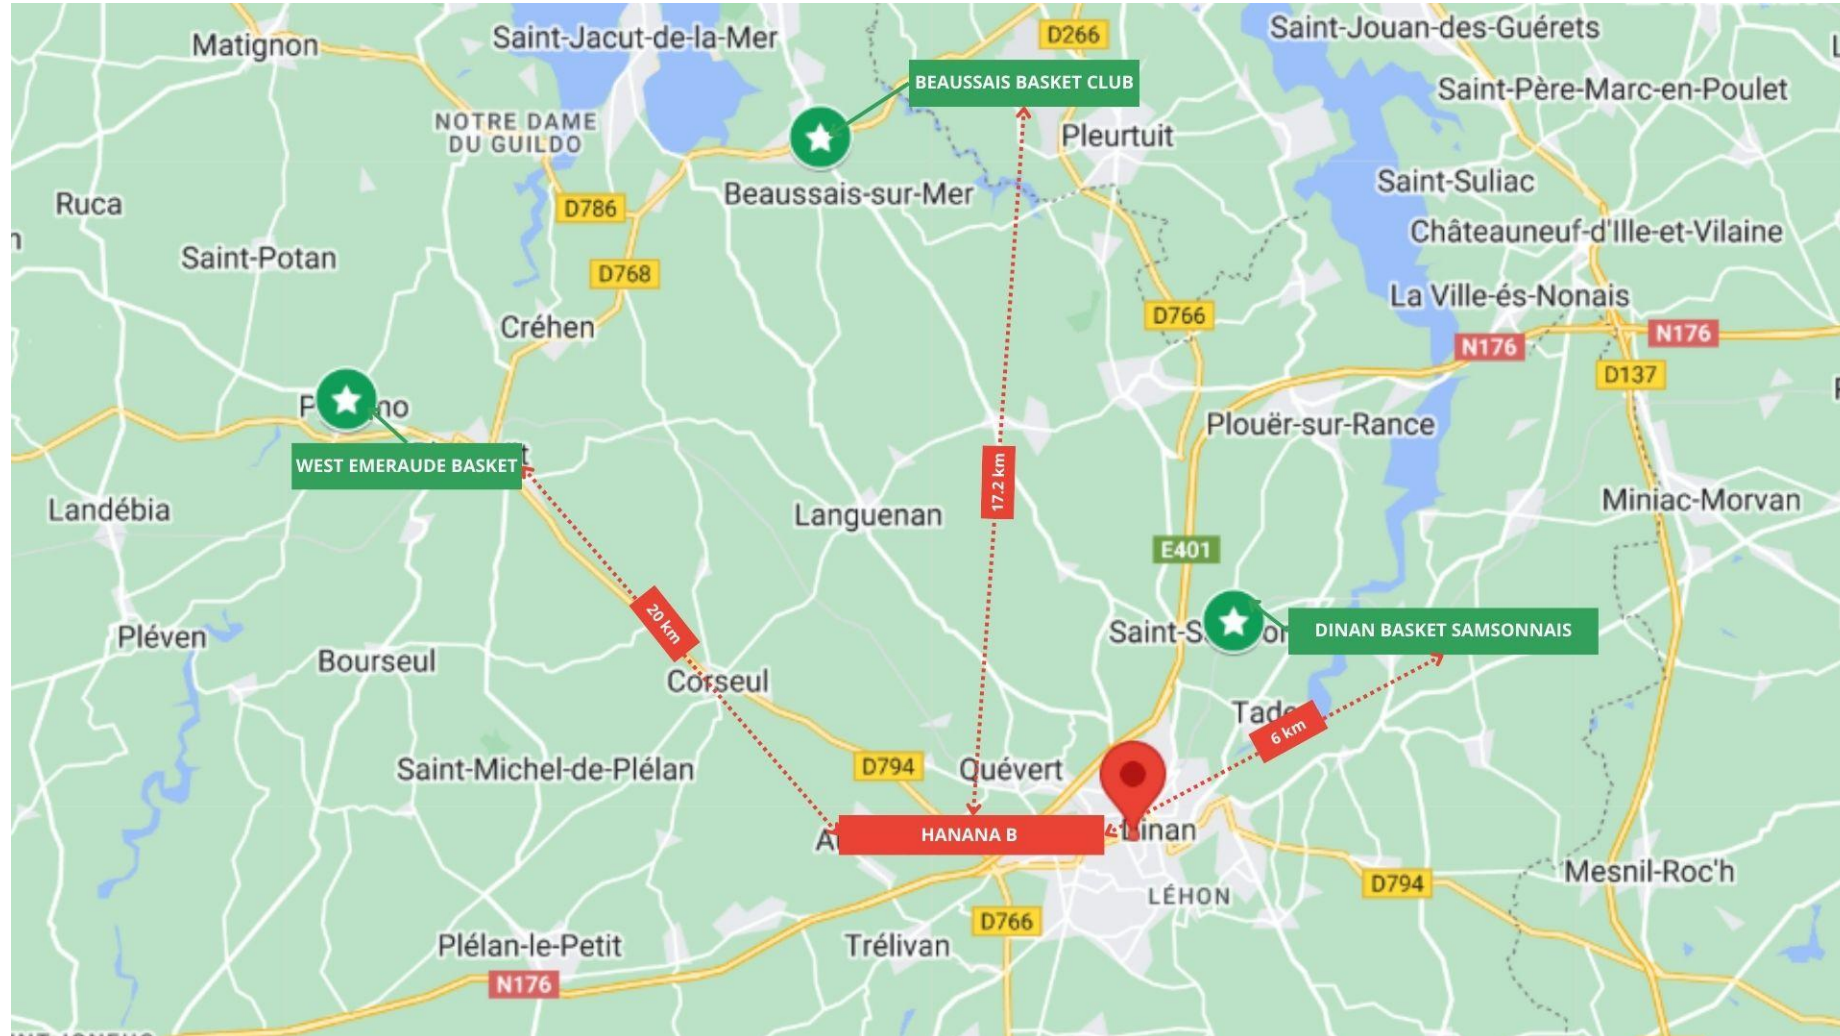 Matignon
Saint-Jacut-de-la-Mer
D266
Saint-Jouan-des-Guérets
BEAUSSAIS BASKET CLUB
Saint-Père-Marc-en-Poulet
NOTRE DAME
DU GUILDO
Pleurtuit
Saint-Suliac
Beaussais-sur-Mer
Ruca
D786
Châteauneuf-d'Ille-et-Vilaine
Saint-Potan
D768
La Ville-és-Nonais
Créhen
D766
N176
N176
D137
Plouër-sur-Rance
WEST EMERAUDE BASKET
17.2 km
Landébia
Languenan
Miniac-Morvan
E401
20 km
Pléven
DINAN BASKET SAMSONNAIS
Bourseul
Corseul
6 km
Saint-Michel-de-Plélan
D794
Quévert
HANANA B
Dinan
Mesnil-Roc'h
D794
LÉHON
D766
Plélan-le-Petit
Trélivan
N176